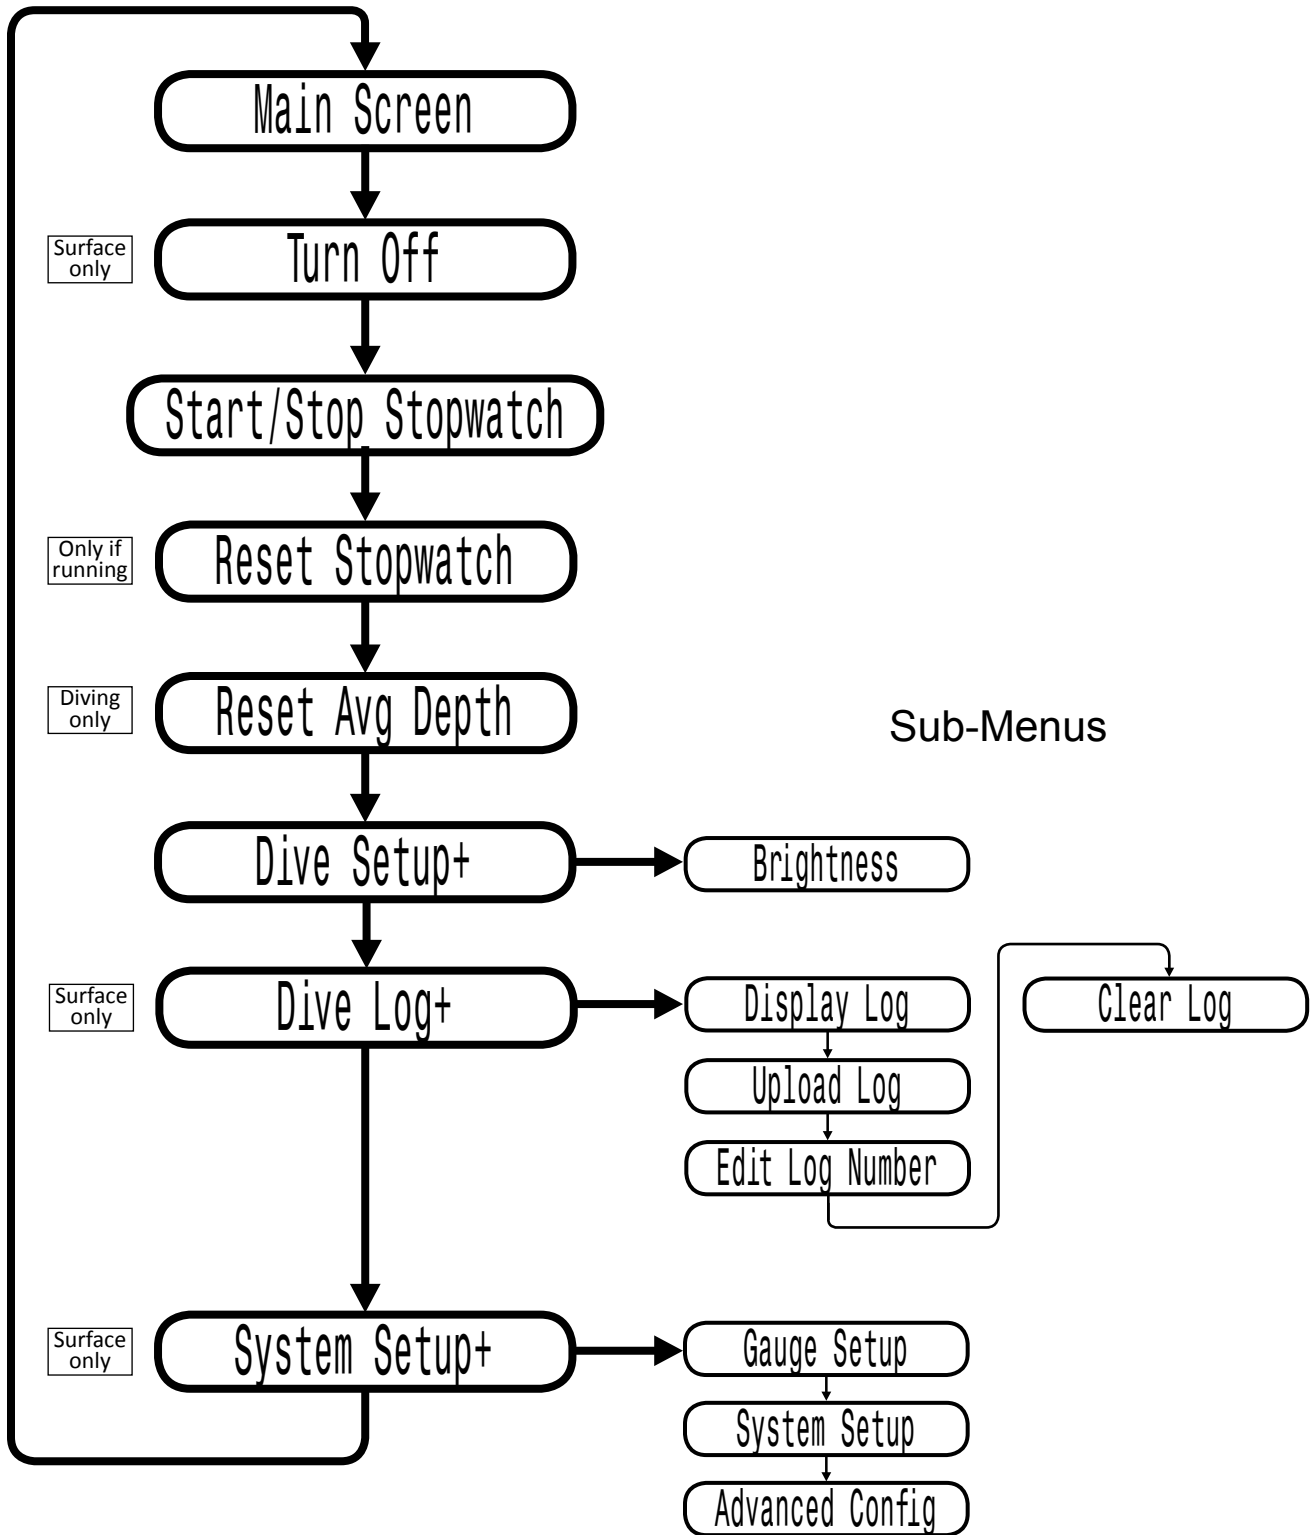 Main Screen
Surface
only
Turn Off
Start/Stop Stopwatch
Only if
running
Reset Stopwatch
Diving
only
Reset Avg Depth
Sub-Menus
Dive Setup+
Brightness
Surface
only
Dive Log+
Display Log
Upload Log
Edit Log Number
Clear Log
Surface
only
System Setup+
Gauge Setup
System Setup
Advanced Config